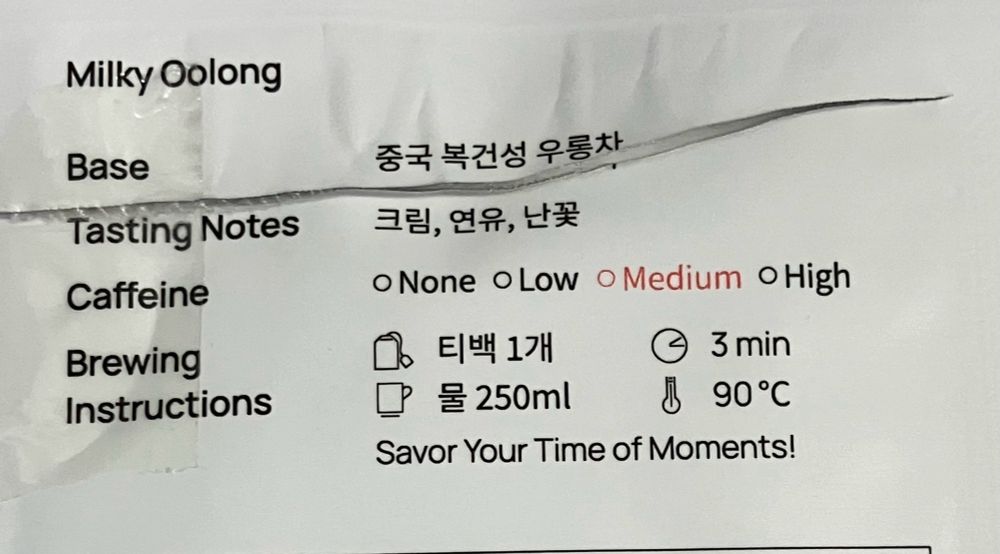 Milky Oolong
Base 중국 복건성 우롱차
Tasting Notes 크림, 연유, 난꽃
Caffeine None Low Medium High
Brewing Instructions 티백 1개 3 min
물 250ml 90°C
Savor Your Time of Moments!